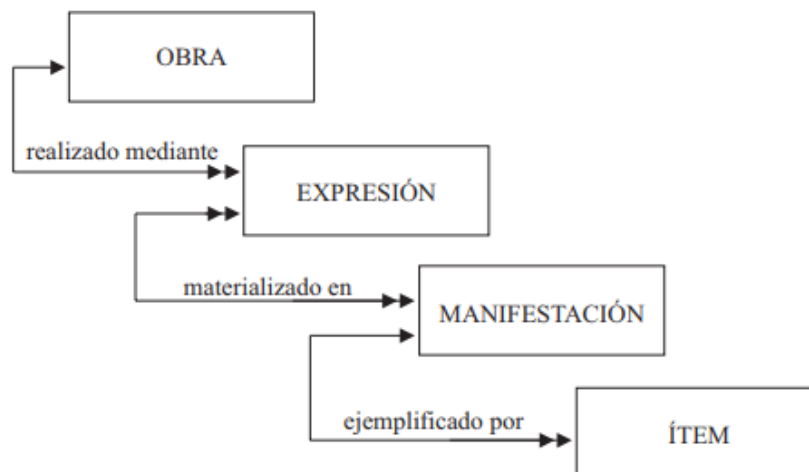 OBRA
realizado mediante
EXPRESIÓN
materializado en
MANIFESTACIÓN
ejemplificado por
ÍTEM